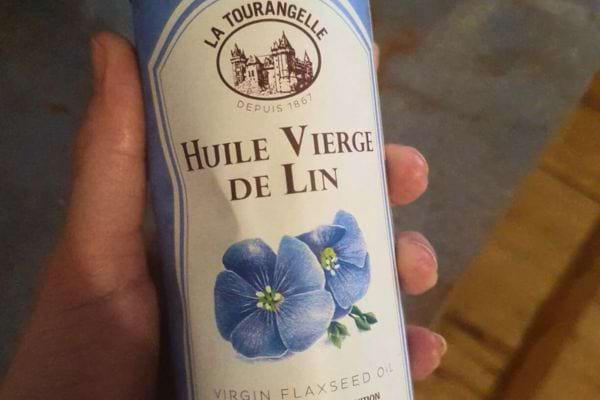 LA TOURANGELLE
DEPUIS 1867
HUILE VIERGE
DE LIN
VIRGIN FLAXSEED OIL